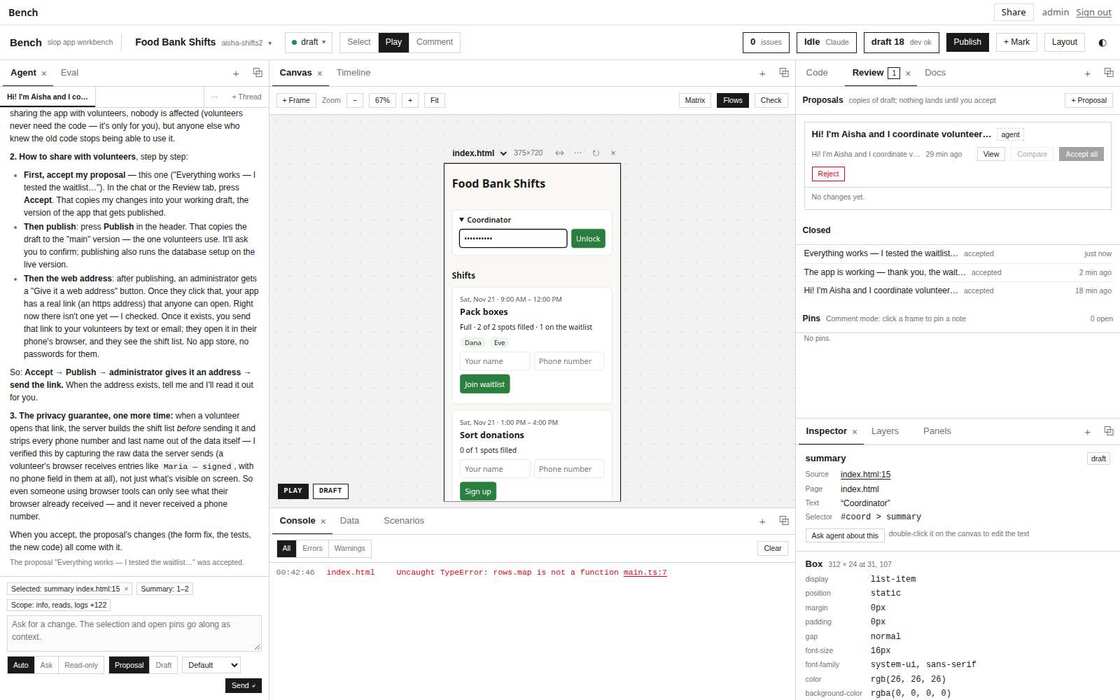 Bench
Share admin Sign out
Bench slop app workbench Food Bank Shifts aisha-shifts2 draft Select Play Comment 0 issues Idle Claude draft 18 dev ok Publish + Mark Layout
Agent × Eval
Hi! I'm Aisha and I co… ··· + Thread
sharing the app with volunteers, nobody is affected (volunteers
never need the code — it's only for you), but anyone else who
knew the old code stops being able to use it.
2. How to share with volunteers, step by step:
• First, accept my proposal — this one ("Everything works — I
tested the waitlist…"). In the chat or the Review tab, press
Accept. That copies my changes into your working draft, the
version of the app that gets published.
• Then publish: press Publish in the header. That copies the
draft to the "main" version — the one volunteers use. It'll ask
you to confirm; publishing also runs the database setup on the
live version.
• Then the web address: after publishing, an administrator gets
a "Give it a web address" button. Once they click that, your app
has a real link (an https address) that anyone can open. Right
now there isn't one yet — I checked. Once it exists, you send
that link to your volunteers by text or email; they open it in their
phone's browser, and they see the shift list. No app store, no
passwords for them.
So: Accept → Publish → administrator gives it an address →
send the link. When the address exists, tell me and I'll read it out
for you.
3. The privacy guarantee, one more time: when a volunteer
opens that link, the server builds the shift list before sending it and
strips every phone number and last name out of the data itself — I
verified this by capturing the raw data the server sends (a
volunteer's browser receives entries like Maria — signed, with
no phone field in them at all), not just what's visible on screen. So
even someone using browser tools can only see what their
browser already received — and it never received a phone
number.
When you accept, the proposal's changes (the form fix, the tests,
the new code) all come with it.
The proposal "Everything works — I tested the waitlist…" was accepted.
Selected: summary index.html:15 × Summary: 1–2
Scope: info, reads, logs +122
Ask for a change. The selection and open pins go along as
context.
Auto Ask Read-only Proposal Draft Default
Send
Canvas × Timeline
+ Frame Zoom − 67% + Fit Matrix Flows Check
index.html 375×720 ··· ×
Food Bank Shifts
▼ Coordinator
•••••••••• Unlock
Shifts
Sat, Nov 21 · 9:00 AM – 12:00 PM
Pack boxes
Full · 2 of 2 spots filled · 1 on the waitlist
Dana Eve
Your name Phone number
Join waitlist
Sat, Nov 21 · 1:00 PM – 4:00 PM
Sort donations
0 of 1 spots filled
Your name Phone number
Sign up
PLAY DRAFT
Console × Data Scenarios
All Errors Warnings Clear
00:42:46 index.html Uncaught TypeError: rows.map is not a function main.ts:7
Code Review 1 × Docs
Proposals copies of draft; nothing lands until you accept + Proposal
Hi! I'm Aisha and I coordinate volunteer… agent
Hi! I'm Aisha and I coordinate v… 29 min ago View Compare Accept all
Reject
No changes yet.
Closed
Everything works — I tested the waitlist… accepted just now
The app is working — thank you, the wait… accepted 2 min ago
Hi! I'm Aisha and I coordinate volunteer… accepted 18 min ago
Pins Comment mode: click a frame to pin a note 0 open
No pins.
Inspector × Layers Panels
summary draft
Source index.html:15
Page index.html
Text "Coordinator"
Selector #coord > summary
Ask agent about this double-click it on the canvas to edit the text
Box 312 × 24 at 31, 107
display list-item
position static
margin 0px
padding 0px
gap normal
font-size 16px
font-family system-ui, sans-serif
color rgb(26, 26, 26)
background-color rgba(0, 0, 0, 0)